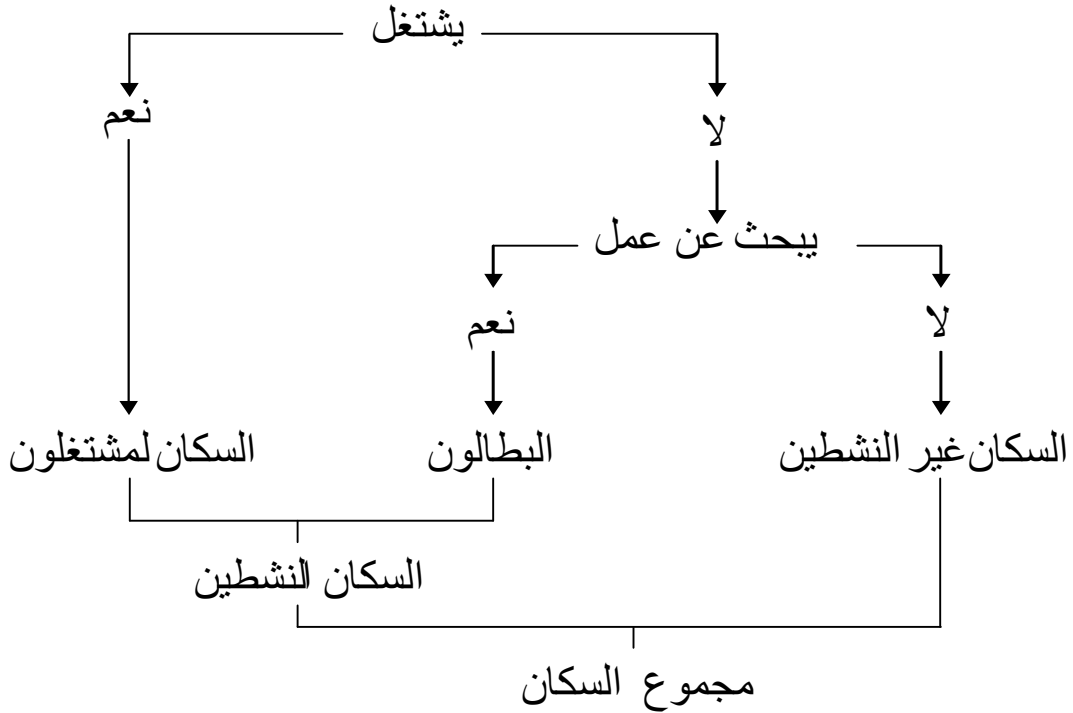 يشتغل
نعم
لا
يبحث عن عمل
نعم
لا
السكان لمشتغلون
البطالون
السكان غير النشطين
السكان النشطين
مجموع السكان